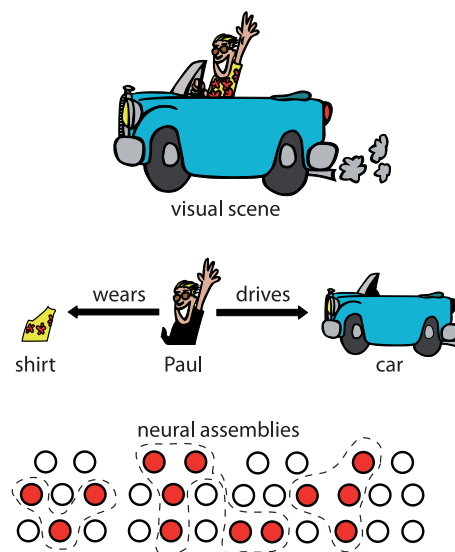 visual scene
wears drives
shirt Paul car
neural assemblies